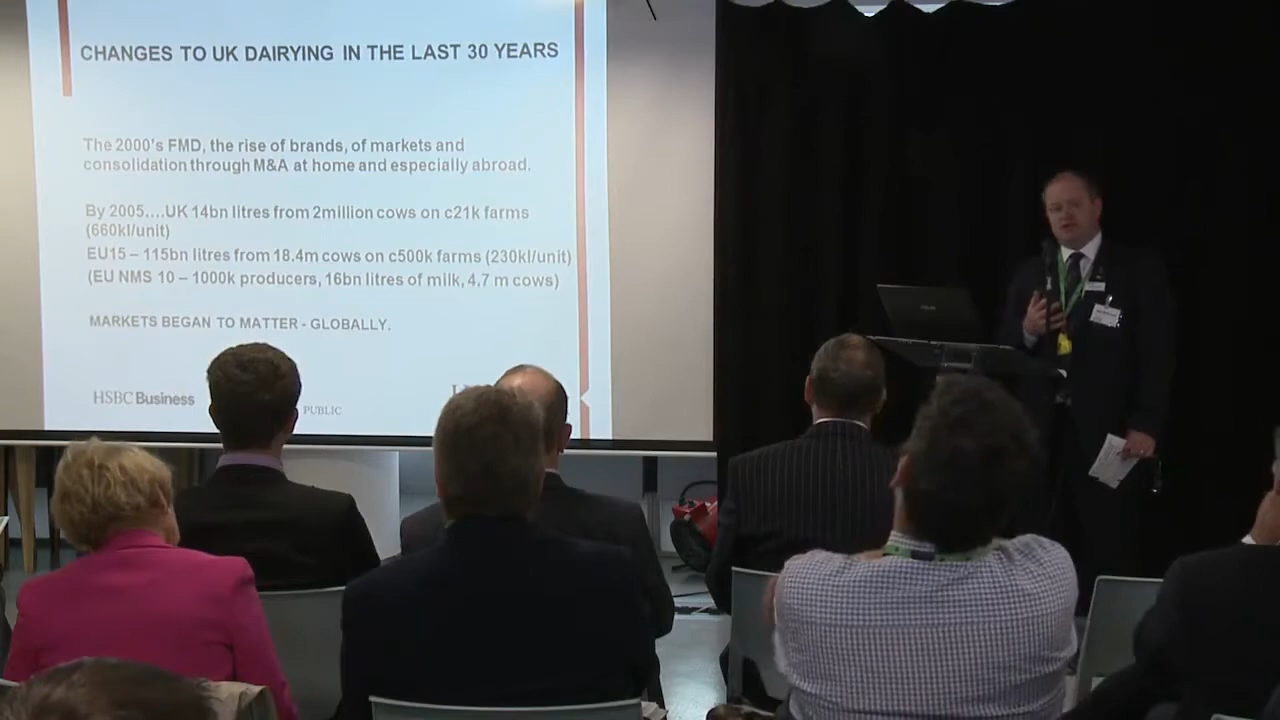 CHANGES TO UK DAIRYING IN THE LAST 30 YEARS
The 2000's FMD, the rise of brands, of markets and
consolidation through M&A at home and especially abroad.
By 2005....UK 14bn litres from 2million cows on c21k farms
(660kl/unit)
EU15 – 115bn litres from 18.4m cows on c500k farms (230kl/unit)
(EU NMS 10 – 1000k producers, 16bn litres of milk, 4.7 m cows)
MARKETS BEGAN TO MATTER - GLOBALLY.
HSBC Business
PUBLIC